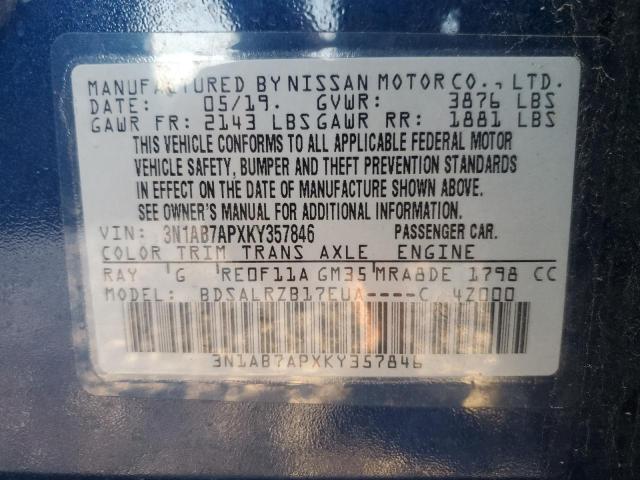 MANUFACTURED BY NISSAN MOTOR CO., LTD.
DATE: 05/19. GVWR: 3876 LBS
GAWR FR: 2143 LBS GAWR RR: 1881 LBS
THIS VEHICLE CONFORMS TO ALL APPLICABLE FEDERAL MOTOR
VEHICLE SAFETY, BUMPER AND THEFT PREVENTION STANDARDS
IN EFFECT ON THE DATE OF MANUFACTURE SHOWN ABOVE.
SEE OWNER'S MANUAL FOR ADDITIONAL INFORMATION.
VIN: 3N1AB7APXKY357846 PASSENGER CAR.
COLOR TRIM TRANS AXLE ENGINE
RAY 'G 'RE0F11A GM35'MRA8DE 1798 CC
MODEL: BDSALRZB17EUA----C 4Z000
3N1AB7APXKY357846